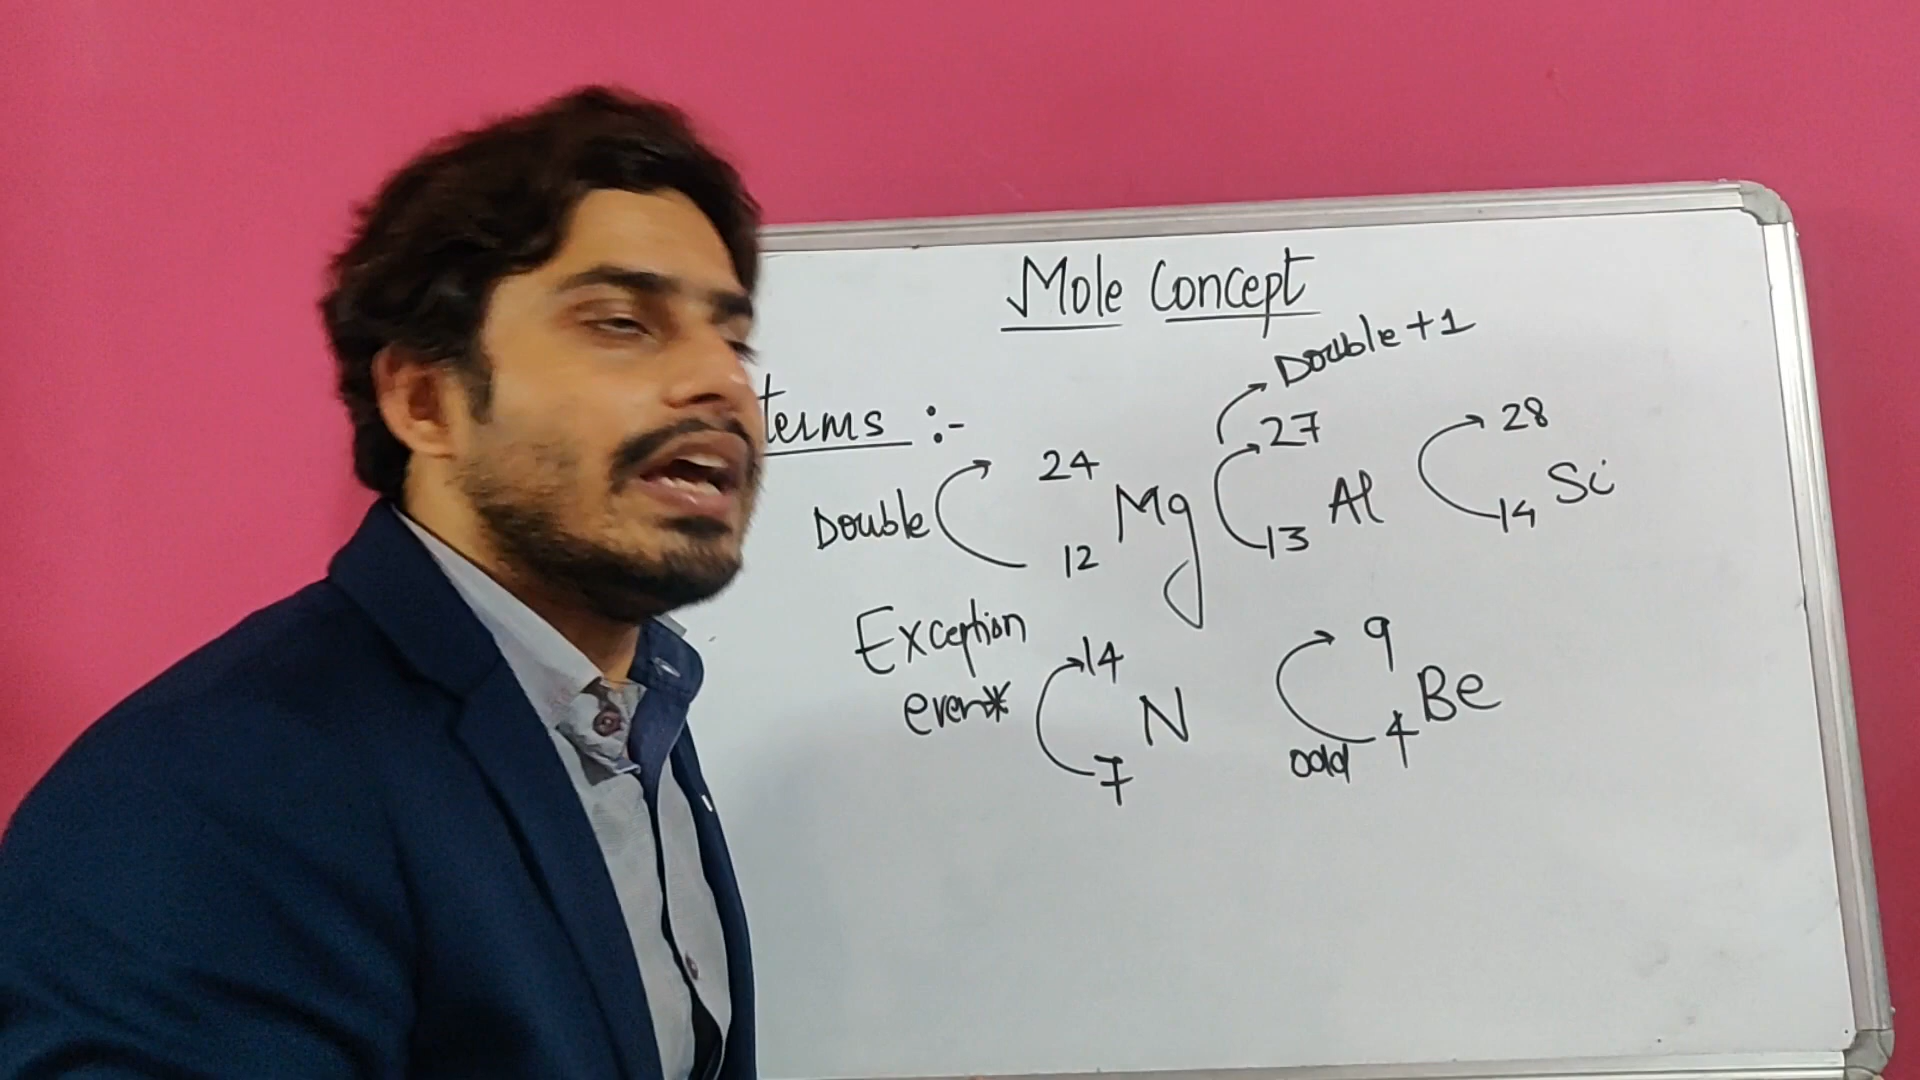 Mole Concept
Double + 1
terms :-
Double 24 12 Mg 27 13 Al 28 14 Si
Exception
even* 14 7 N 9 4 Be
odd